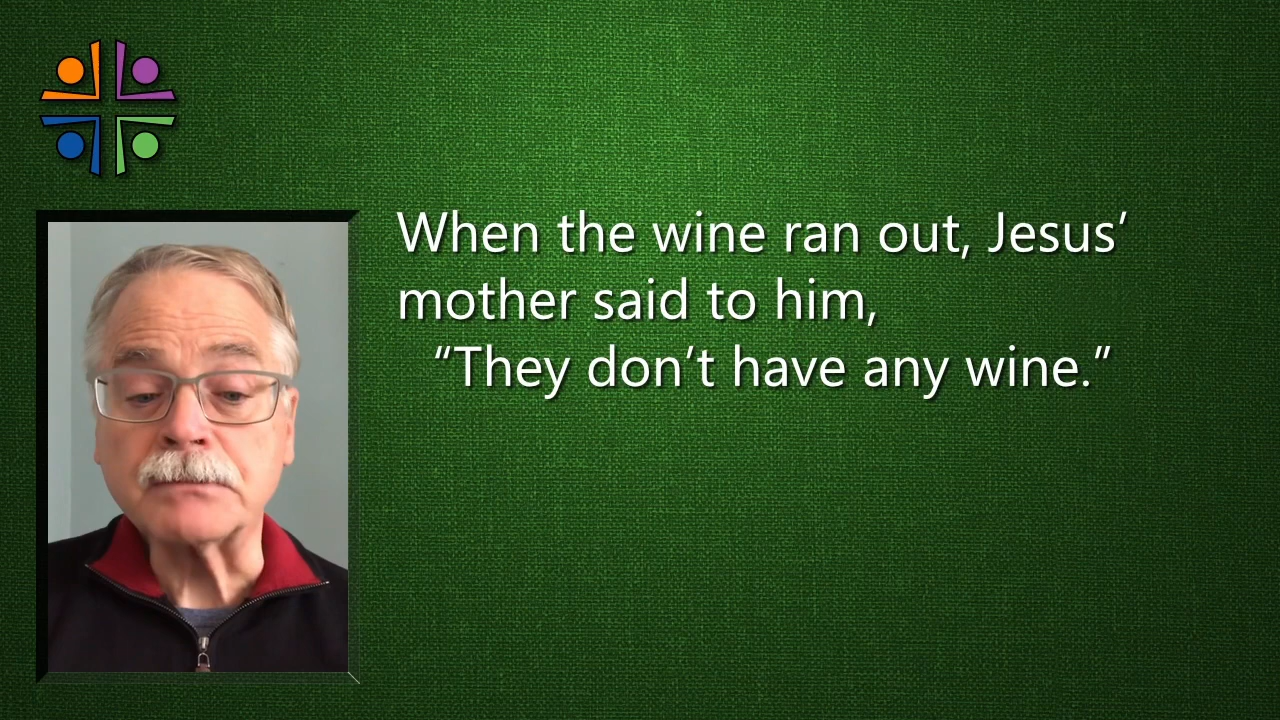 When the wine ran out, Jesus’
mother said to him,
“They don’t have any wine.”